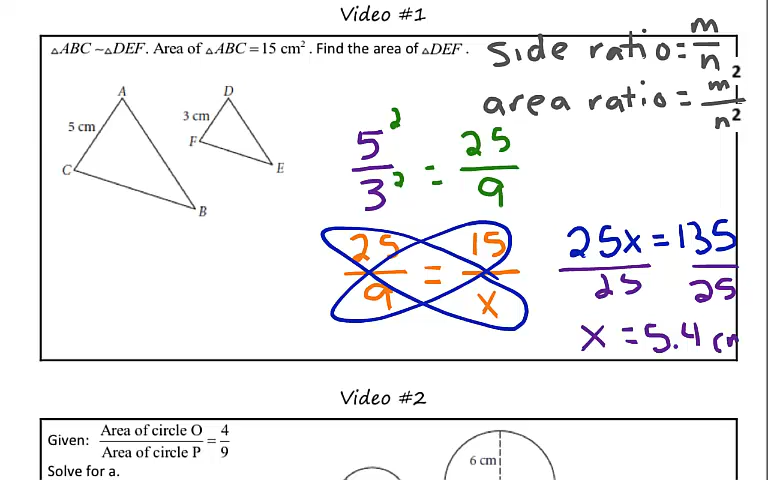 Video #1
△ABC ~△DEF. Area of △ABC = 15 cm². Find the area of △DEF.
side ratio = m/n
area ratio = m²/n²
A
D
5 cm
3 cm
F
C
E
B
5²/3² = 25/9
25/9 = 15/x
25x = 135
25 25
x = 5.4 cm
Video #2
Given: Area of circle O/Area of circle P = 4/9
Solve for a.
6 cm